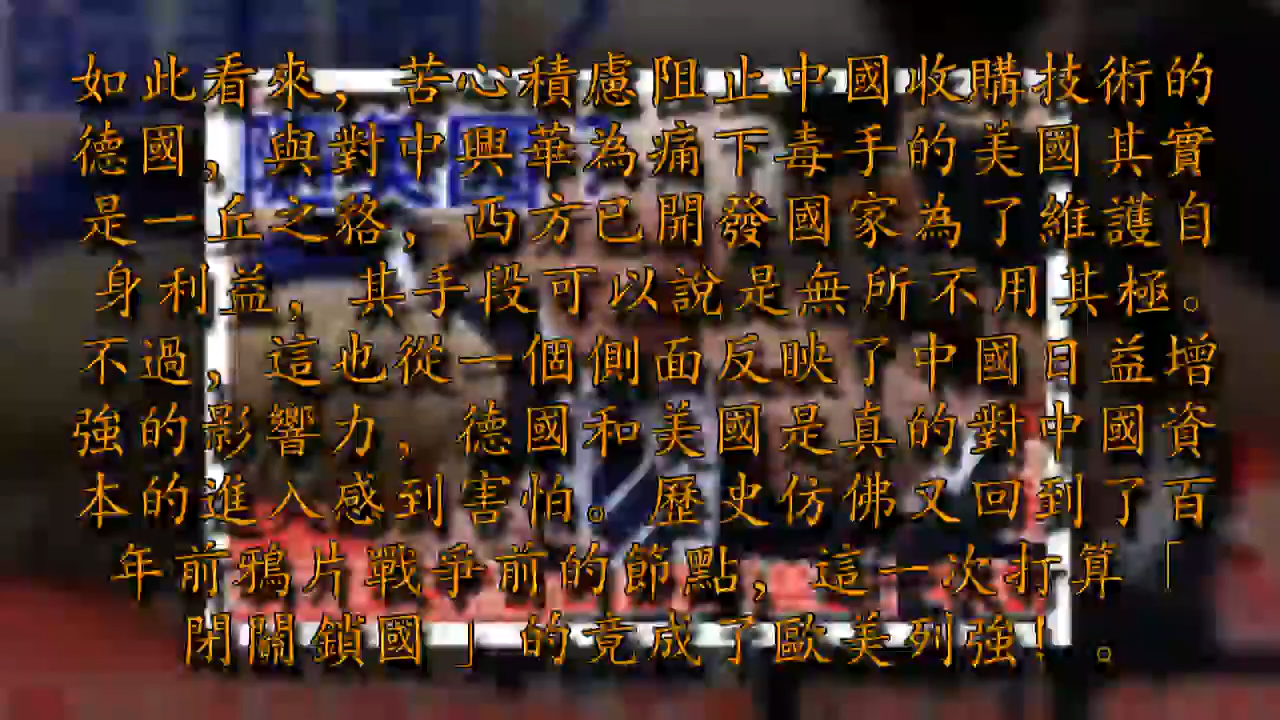 如此看來，苦心積慮阻止中國收購技術的
德國，與對中興華為痛下毒手的美國其實
是一丘之貉，西方已開發國家為了維護自
身利益，其手段可以說是無所不用其極。
不過，這也從一個側面反映了中國日益增
強的影響力，德國和美國是真的對中國資
本的進入感到害怕。歷史仿佛又回到了百
年前鴉片戰爭前的節點，這一次打算「
閉關鎖國」的竟成了歐美列強！。